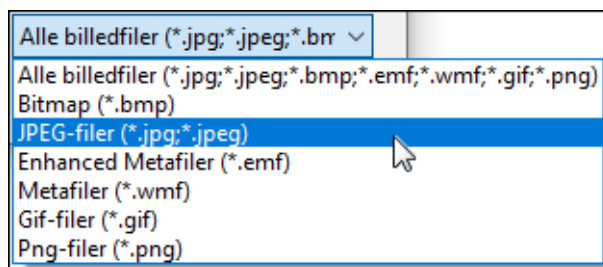 Alle billedfiler (*.jpg;*.jpeg;*.br
Alle billedfiler (*.jpg;*.jpeg;*.bmp;*.emf;*.wmf;*.gif;*.png)
Bitmap (*.bmp)
JPEG-filer (*.jpg;*.jpeg)
Enhanced Metafiler (*.emf)
Metafiler (*.wmf)
Gif-filer (*.gif)
Png-filer (*.png)